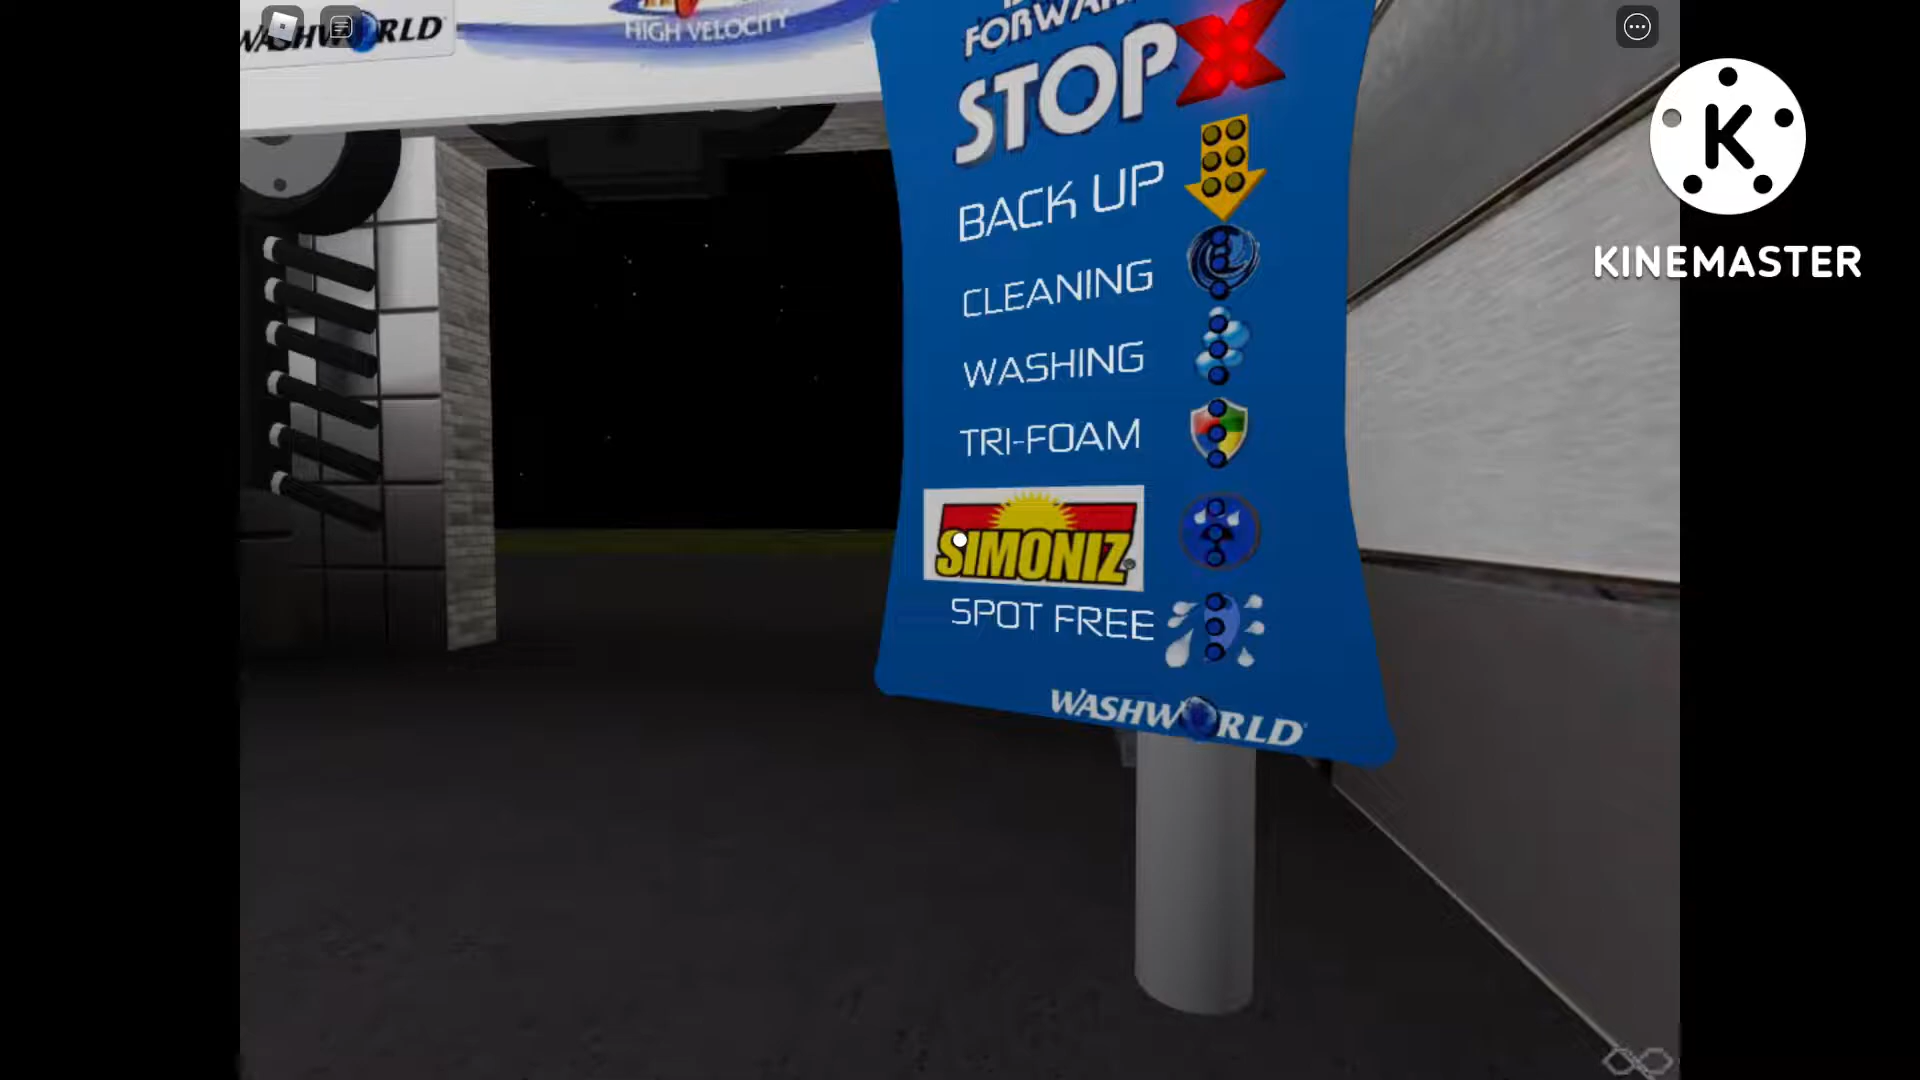 WASHWORLD
HIGH VELOCITY
FORWARD
STOP
BACK UP
CLEANING
WASHING
TRI-FOAM
SIMONIZ
SPOT FREE
WASHWORLD
K
KINEMASTER